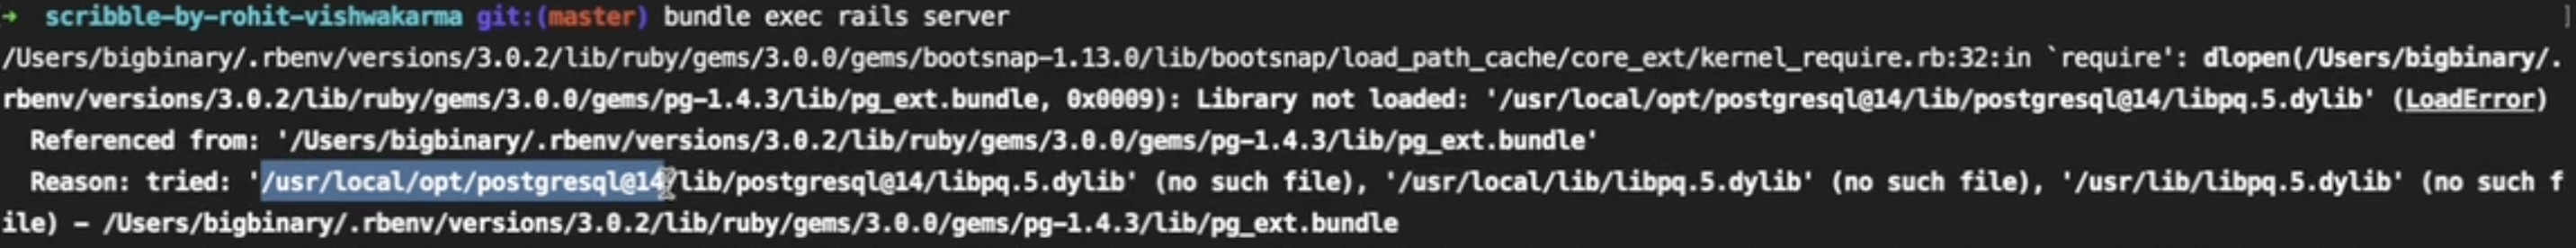 → scribble-by-rohit-vishwakarma git:(master) bundle exec rails server ]
/Users/bigbinary/.rbenv/versions/3.0.2/lib/ruby/gems/3.0.0/gems/bootsnap-1.13.0/lib/bootsnap/load_path_cache/core_ext/kernel_require.rb:32:in `require': dlopen(/Users/bigbinary/.
rbenv/versions/3.0.2/lib/ruby/gems/3.0.0/gems/pg-1.4.3/lib/pg_ext.bundle, 0x0009): Library not loaded: '/usr/local/opt/postgresql@14/lib/postgresql@14/libpq.5.dylib' (LoadError)
Referenced from: '/Users/bigbinary/.rbenv/versions/3.0.2/lib/ruby/gems/3.0.0/gems/pg-1.4.3/lib/pg_ext.bundle'
Reason: tried: '/usr/local/opt/postgresql@14/lib/postgresql@14/libpq.5.dylib' (no such file), '/usr/local/lib/libpq.5.dylib' (no such file), '/usr/lib/libpq.5.dylib' (no such f
ile) – /Users/bigbinary/.rbenv/versions/3.0.2/lib/ruby/gems/3.0.0/gems/pg-1.4.3/lib/pg_ext.bundle